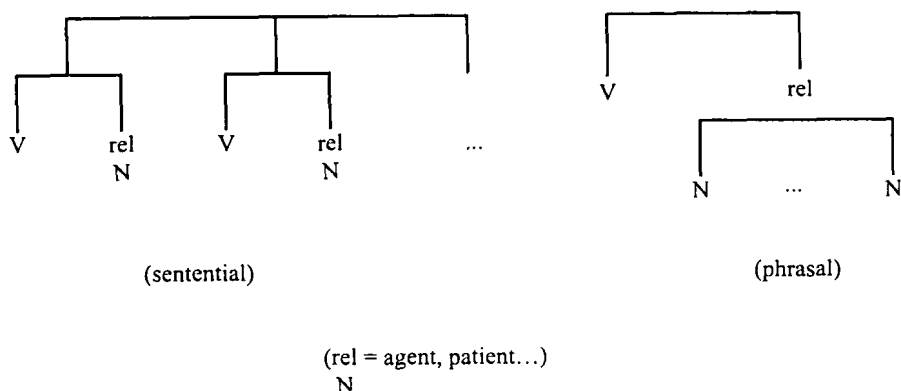 V rel
V rel N
N V rel ...
N N ... N
(sentential) (phrasal)
(rel = agent, patient...)
N